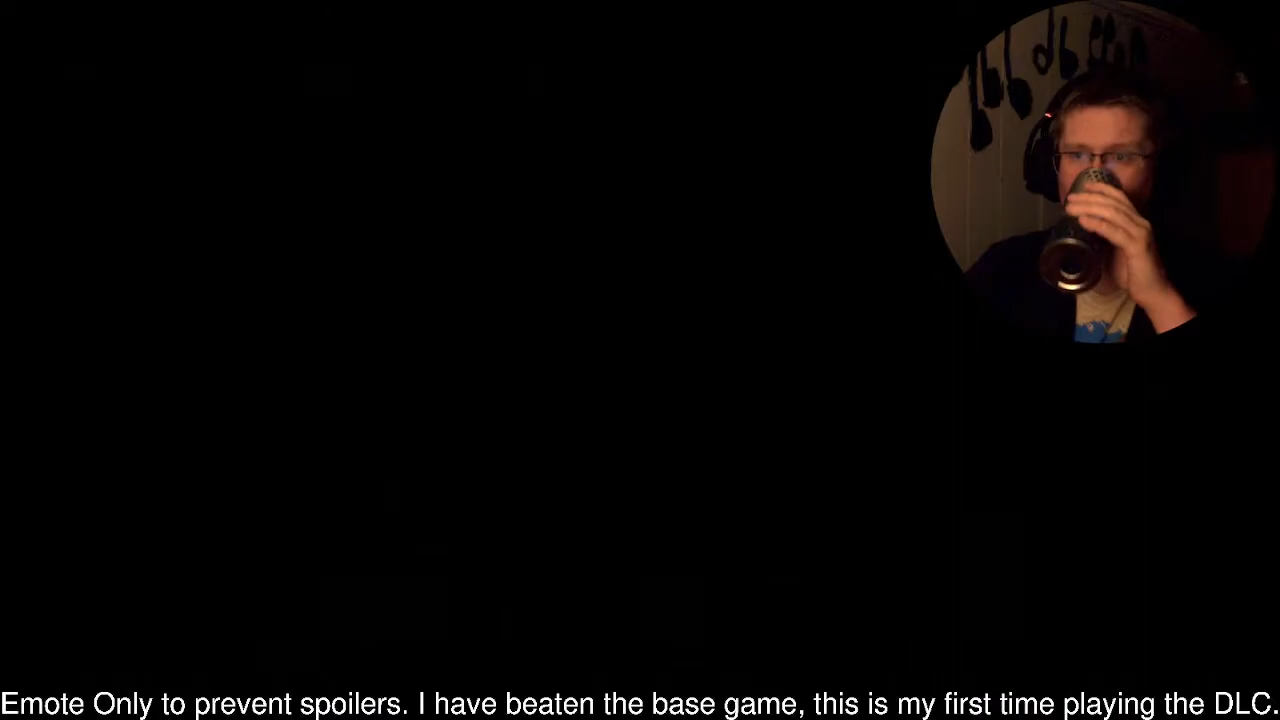 Emote Only to prevent spoilers. I have beaten the base game, this is my first time playing the DLC.